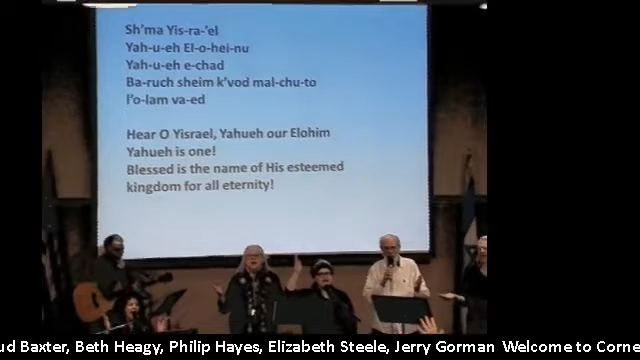 Sh'ma Yis-ra-'el
Yah-u-eh El-o-hei-nu
Yah-u-eh e-chad
Ba-ruch sheim k'vod mal-chu-to
l'o-lam va-ed
Hear O Yisrael, Yahueh our Elohim
Yahueh is one!
Blessed is the name of His esteemed
kingdom for all eternity!
Baxter, Beth Heagy, Philip Hayes, Elizabeth Steele, Jerry Gorman Welcome to